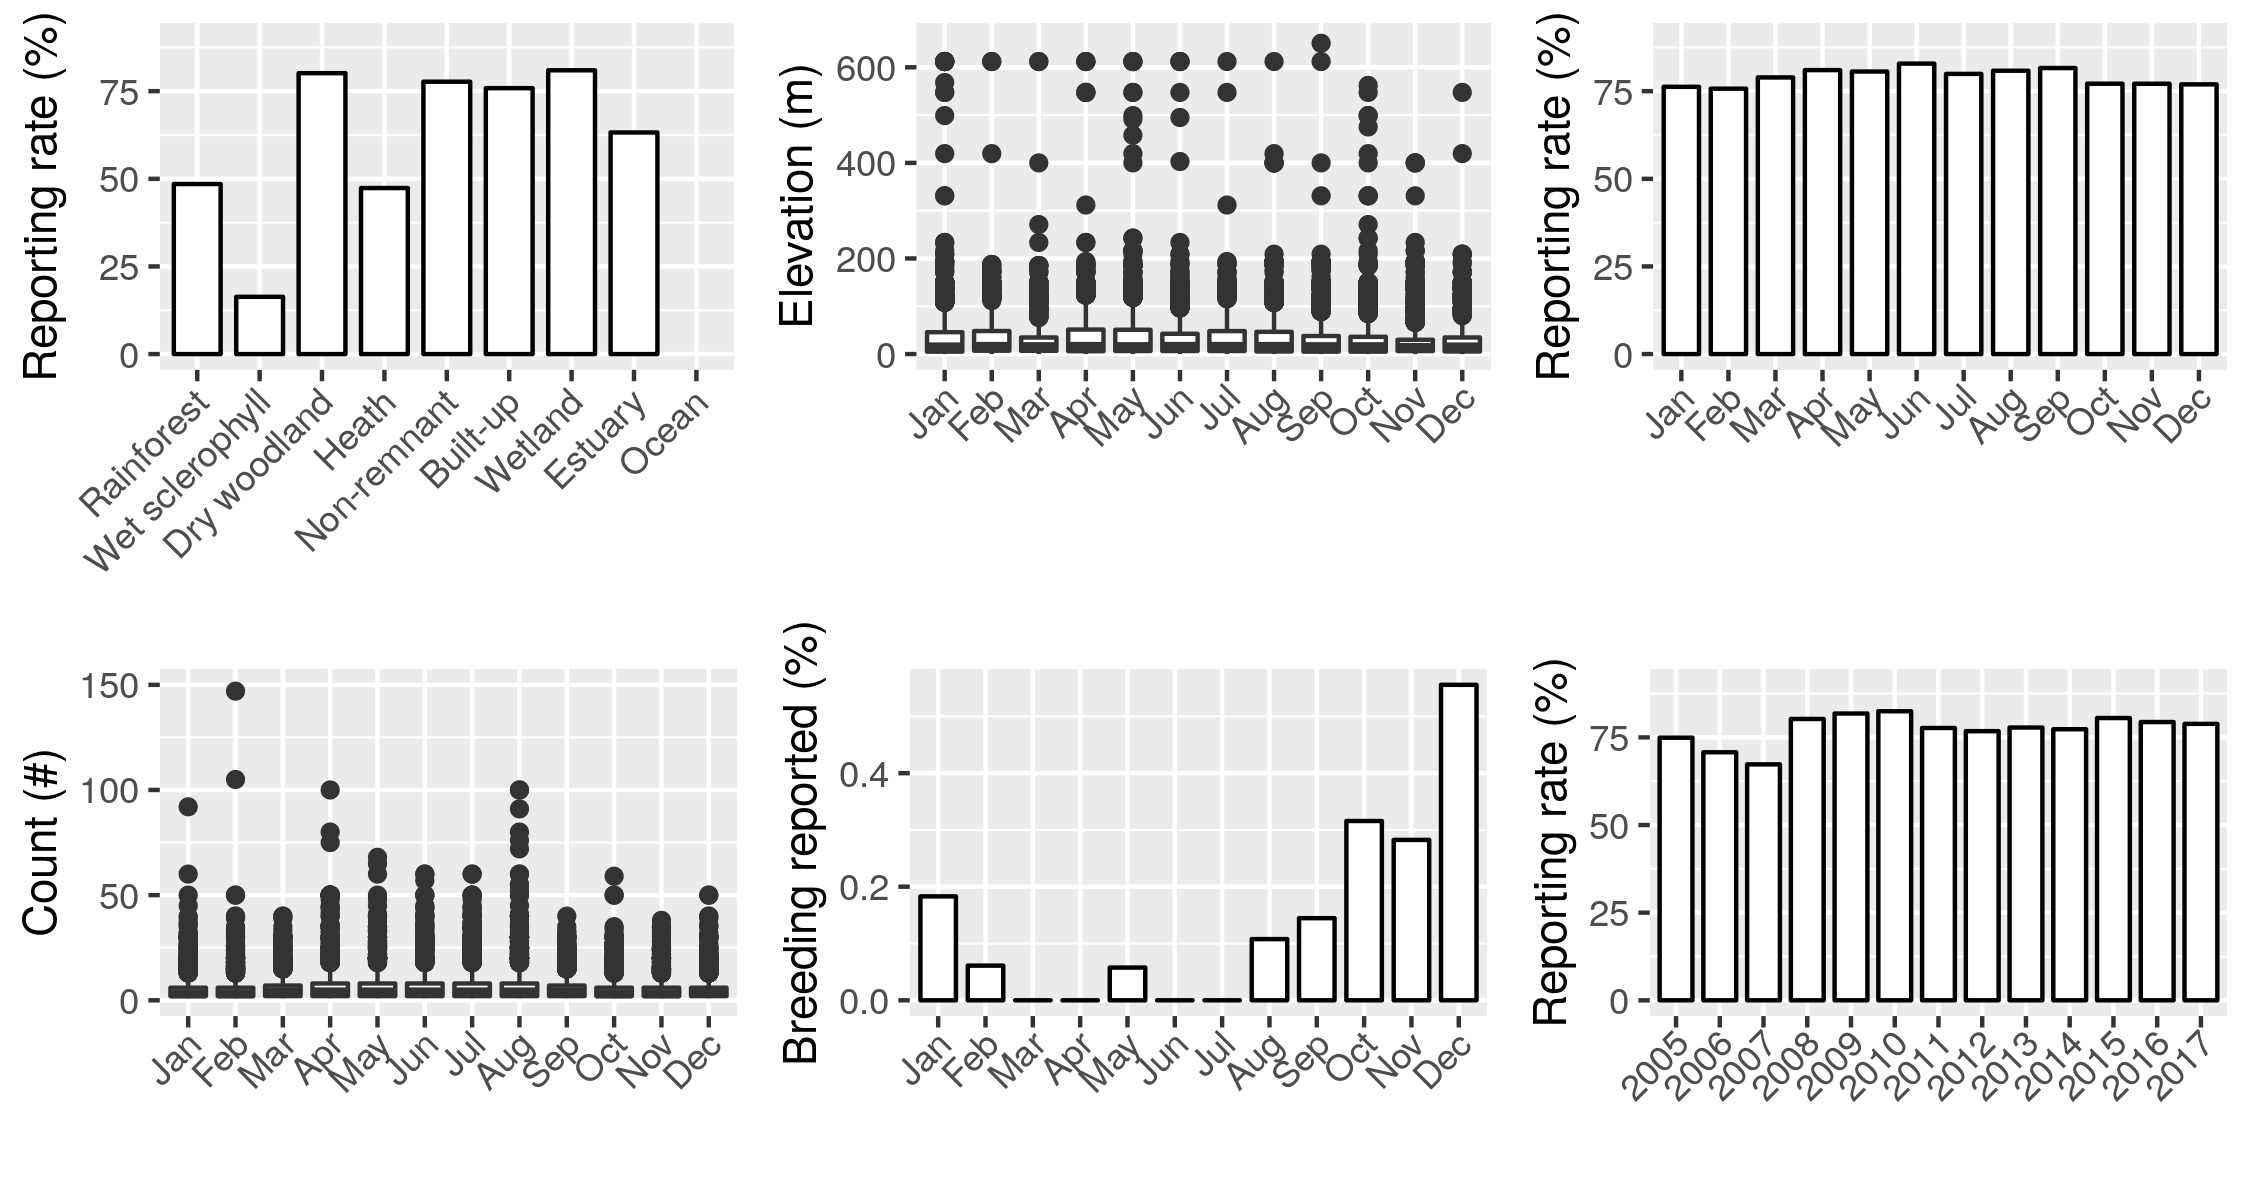 Reporting rate (%)
75
50
25
0
Rainforest
Wet sclerophyll
Dry woodland
Heath
Non-remnant
Built-up
Wetland
Estuary
Ocean
Elevation (m)
600
400
200
0
Jan
Feb
Mar
Apr
May
Jun
Jul
Aug
Sep
Oct
Nov
Dec
Reporting rate (%)
75
50
25
0
Jan
Feb
Mar
Apr
May
Jun
Jul
Aug
Sep
Oct
Nov
Dec
Count (#)
150
100
50
0
Jan
Feb
Mar
Apr
May
Jun
Jul
Aug
Sep
Oct
Nov
Dec
Breeding reported (%)
0.4
0.2
0.0
Jan
Feb
Mar
Apr
May
Jun
Jul
Aug
Sep
Oct
Nov
Dec
Reporting rate (%)
75
50
25
0
2005
2006
2007
2008
2009
2010
2011
2012
2013
2014
2015
2016
2017